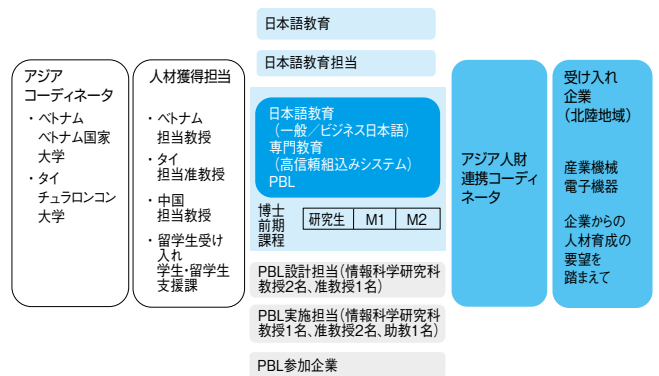 アジア
コーディネータ
・ベトナム
ベトナム国家
大学
・タイ
チュラロンコン
大学
人材獲得担当
・ベトナム
担当教授
・タイ
担当准教授
・中国
担当教授
・留学生受け
入れ
学生・留学生
支援課
日本語教育
日本語教育担当
日本語教育
（一般／ビジネス日本語）
専門教育
（高信頼組込みシステム）
PBL
博士
前期
課程
研究生 M1 M2
PBL設計担当（情報科学研究科
教授2名、准教授1名）
PBL実施担当（情報科学研究科
教授1名、准教授2名、助教1名）
PBL参加企業
アジア人財
連携コーディ
ネータ
受け入れ
企業
（北陸地域）
産業機械
電子機器
企業からの
人材育成の
要望を
踏まえて